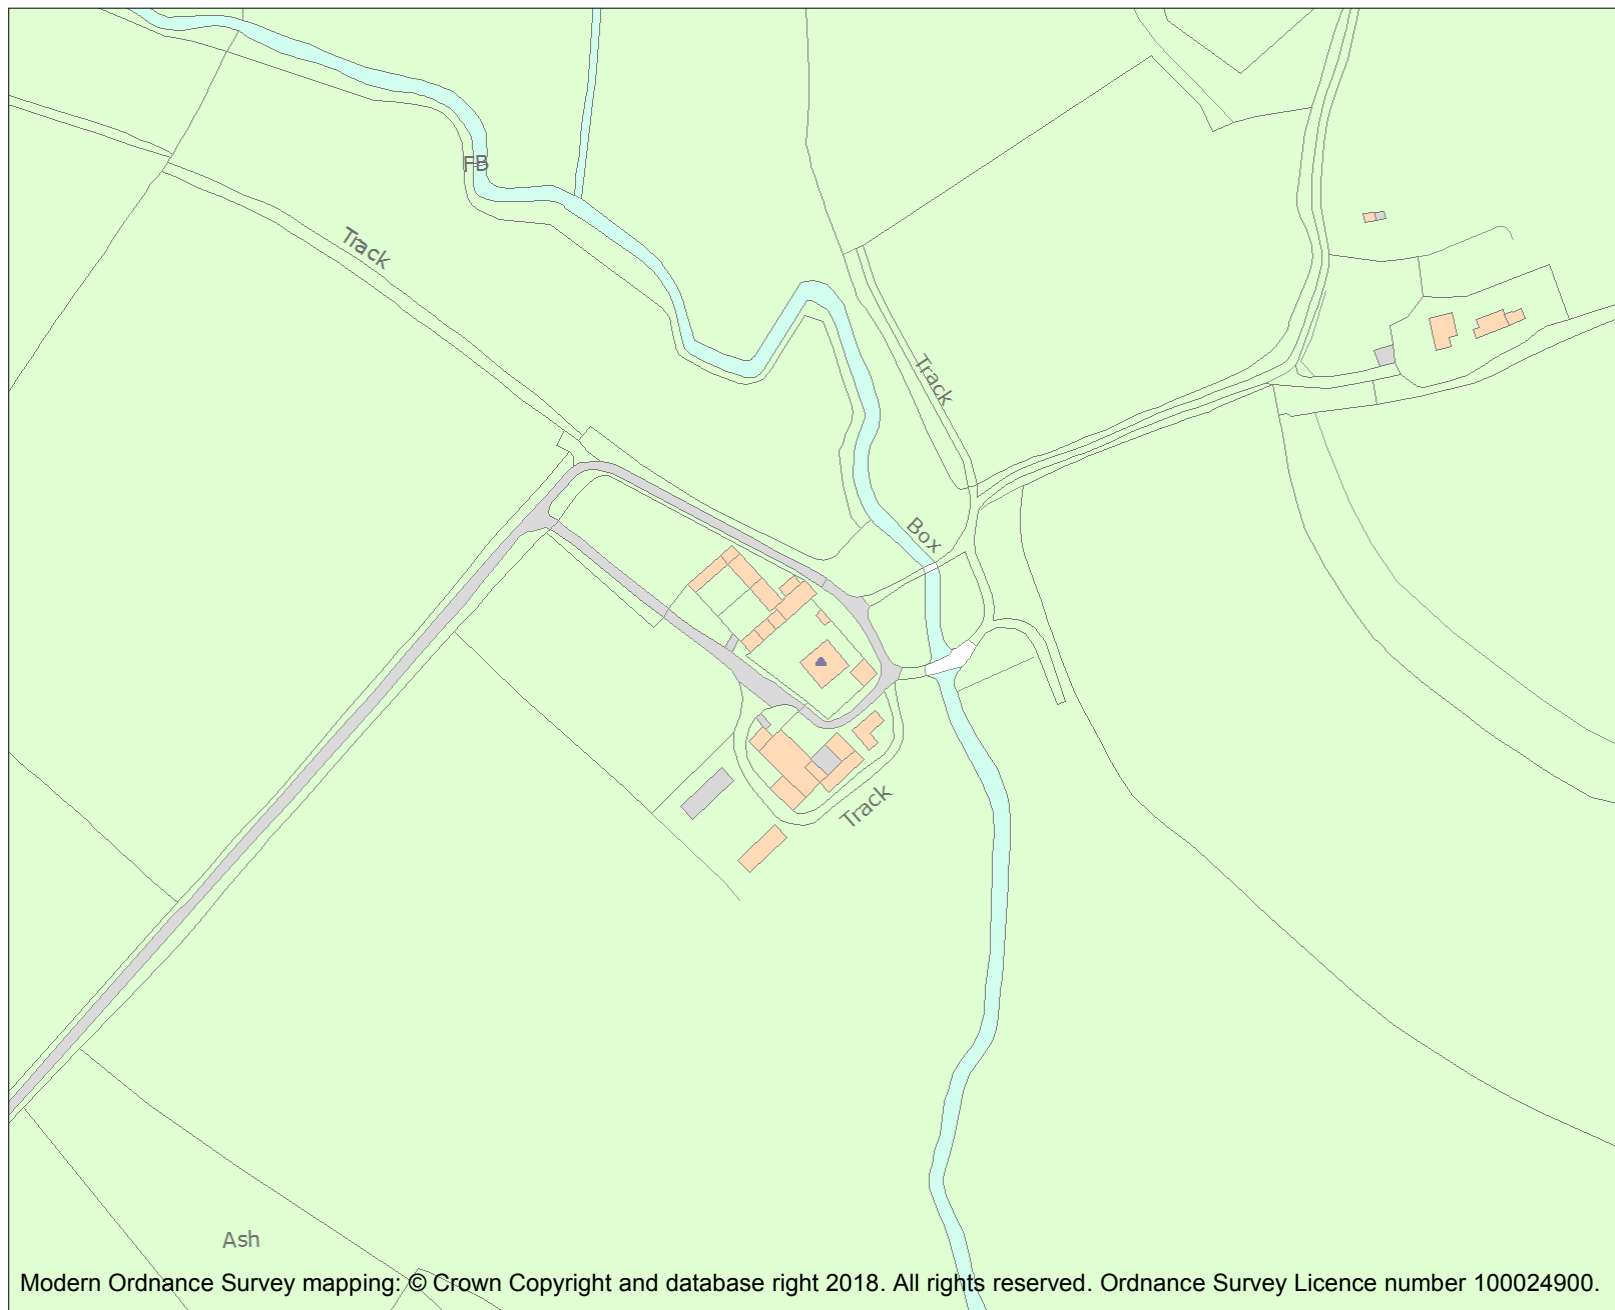 FB
Track
Track
Box
Track
Ash
Modern Ordnance Survey mapping: © Crown Copyright and database right 2018. All rights reserved. Ordnance Survey Licence number 100024900.